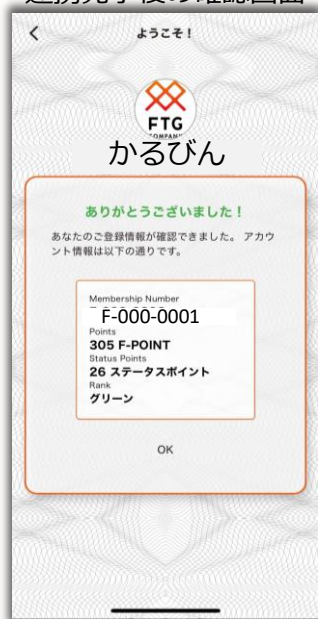 連携完了後の確認画面
ようこそ！
FTG
COMPANY
かるびん
ありがとうございました！
あなたのご登録情報が確認できました。 アカウ
ント情報は以下の通りです。
Membership Number
F-000-0001
Points
305 F-POINT
Status Points
26 ステータスポイント
Rank
グリーン
OK